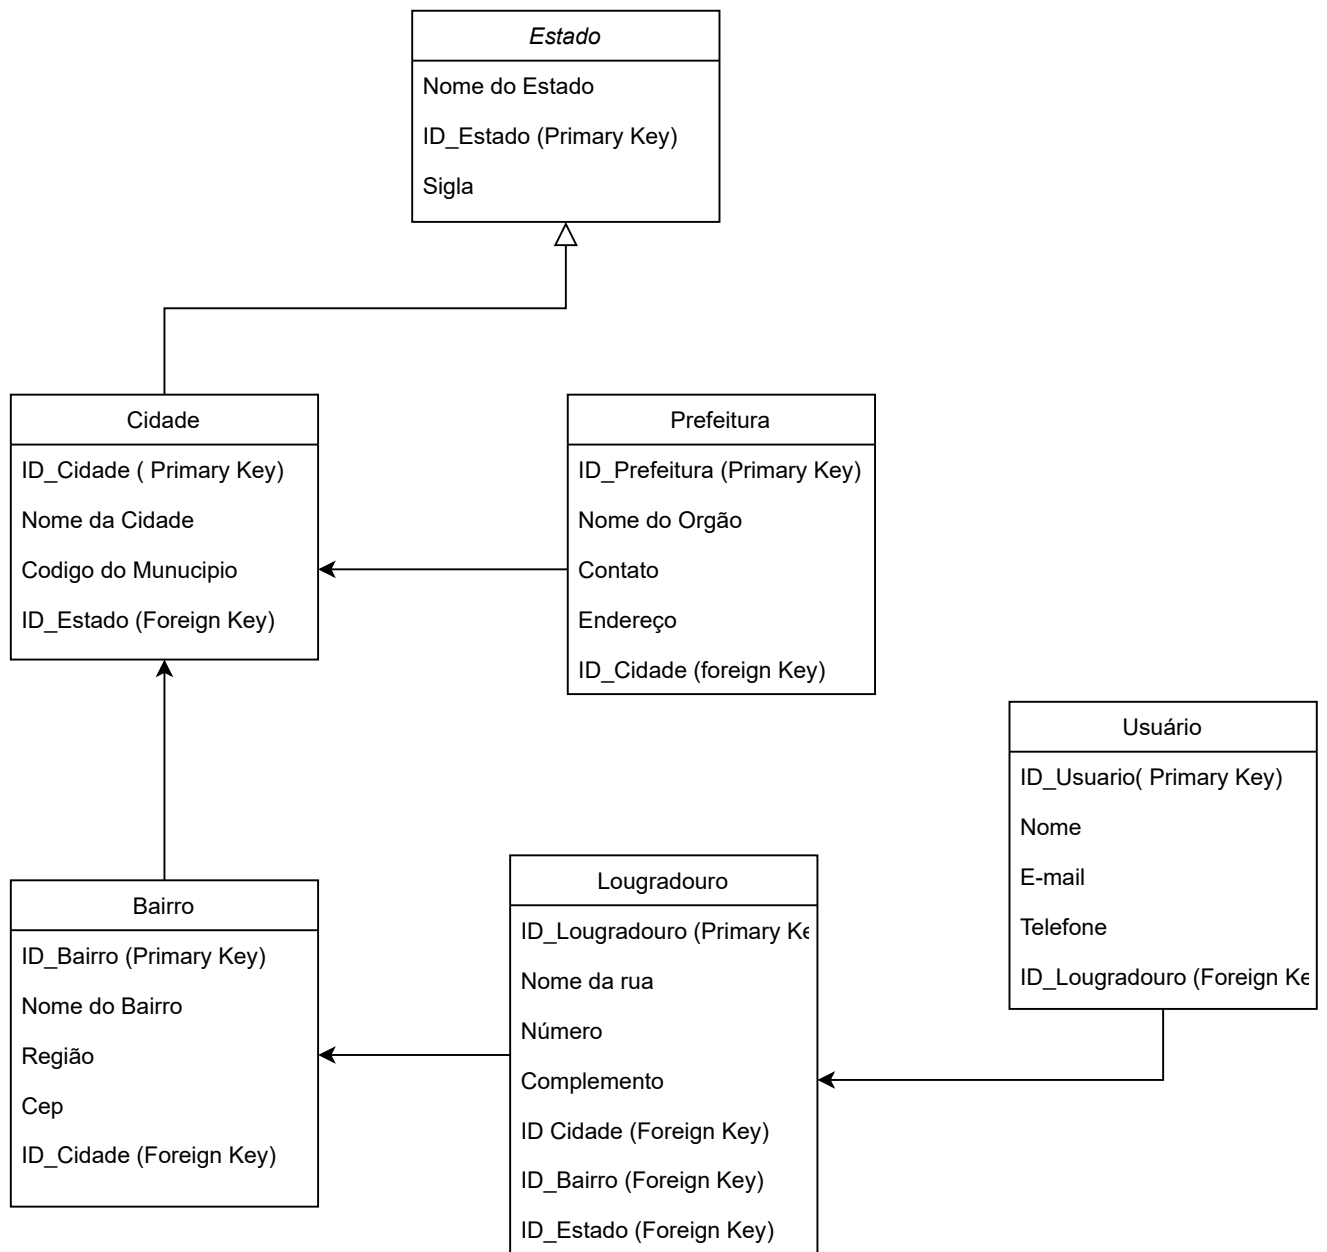 Estado
Nome do Estado
ID_Estado (Primary Key)
Sigla
Cidade
ID_Cidade ( Primary Key)
Nome da Cidade
Codigo do Munucipio
ID_Estado (Foreign Key)
Prefeitura
ID_Prefeitura (Primary Key)
Nome do Orgão
Contato
Endereço
ID_Cidade (foreign Key)
Usuário
ID_Usuario( Primary Key)
Nome
E-mail
Telefone
ID_Lougradouro (Foreign Ke
Bairro
ID_Bairro (Primary Key)
Nome do Bairro
Região
Cep
ID_Cidade (Foreign Key)
Lougradouro
ID_Lougradouro (Primary Ke
Nome da rua
Número
Complemento
ID Cidade (Foreign Key)
ID_Bairro (Foreign Key)
ID_Estado (Foreign Key)